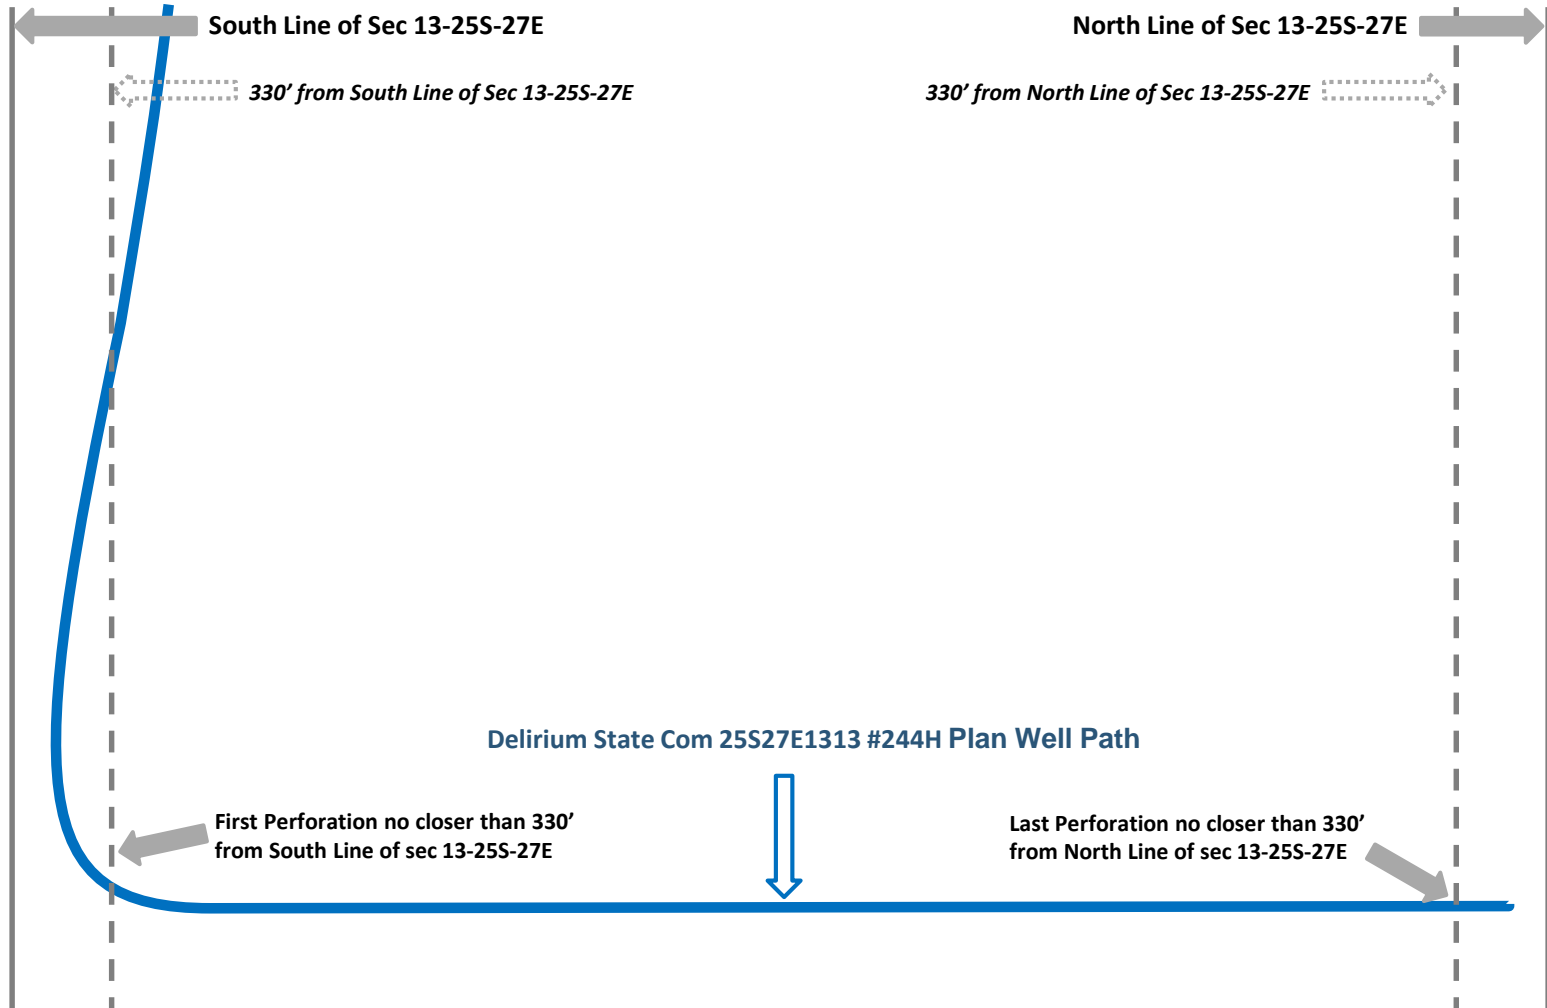 South Line of Sec 13-25S-27E
North Line of Sec 13-25S-27E
330’ from South Line of Sec 13-25S-27E
330’ from North Line of Sec 13-25S-27E
Delirium State Com 25S27E1313 #244H Plan Well Path
First Perforation no closer than 330’
from South Line of sec 13-25S-27E
Last Perforation no closer than 330’
from North Line of sec 13-25S-27E